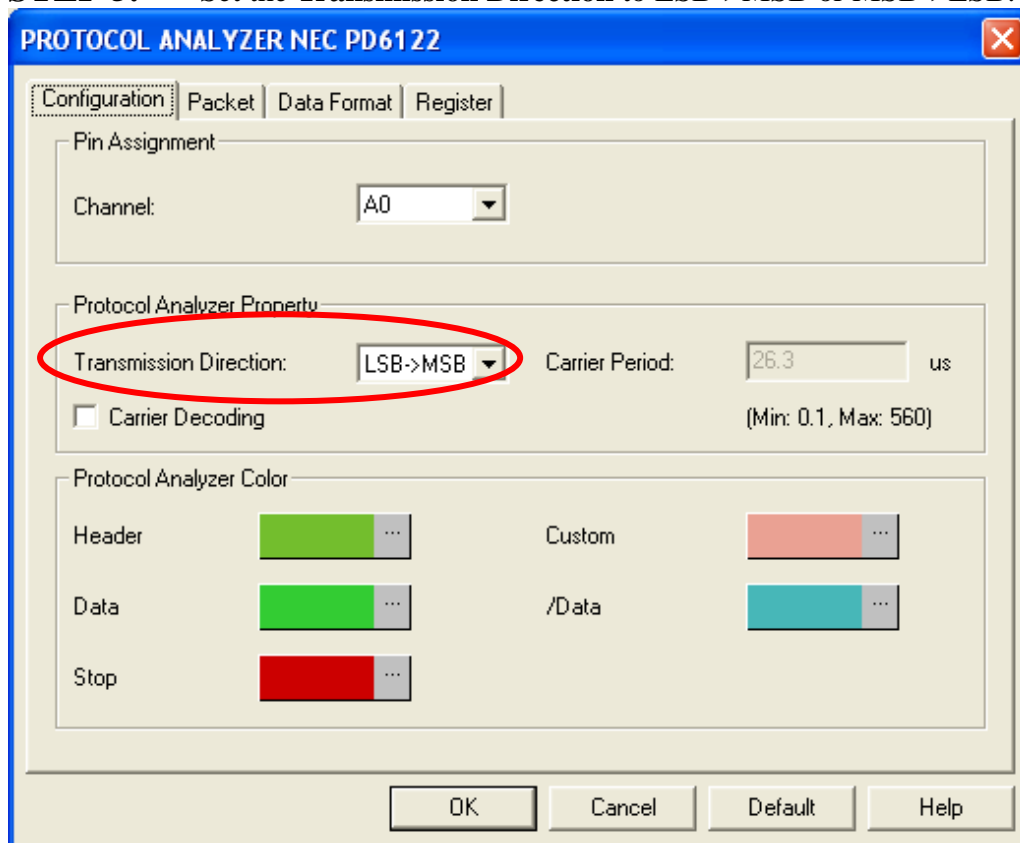 PROTOCOL ANALYZER NEC PD6122
Configuration Packet Data Format Register
Pin Assignment
Channel: A0
Protocol Analyzer Property
Transmission Direction: LSB->MSB Carrier Period: 26.3 us
Carrier Decoding (Min: 0.1, Max: 560)
Protocol Analyzer Color
Header ... Custom ...
Data ... /Data ...
Stop ...
OK Cancel Default Help